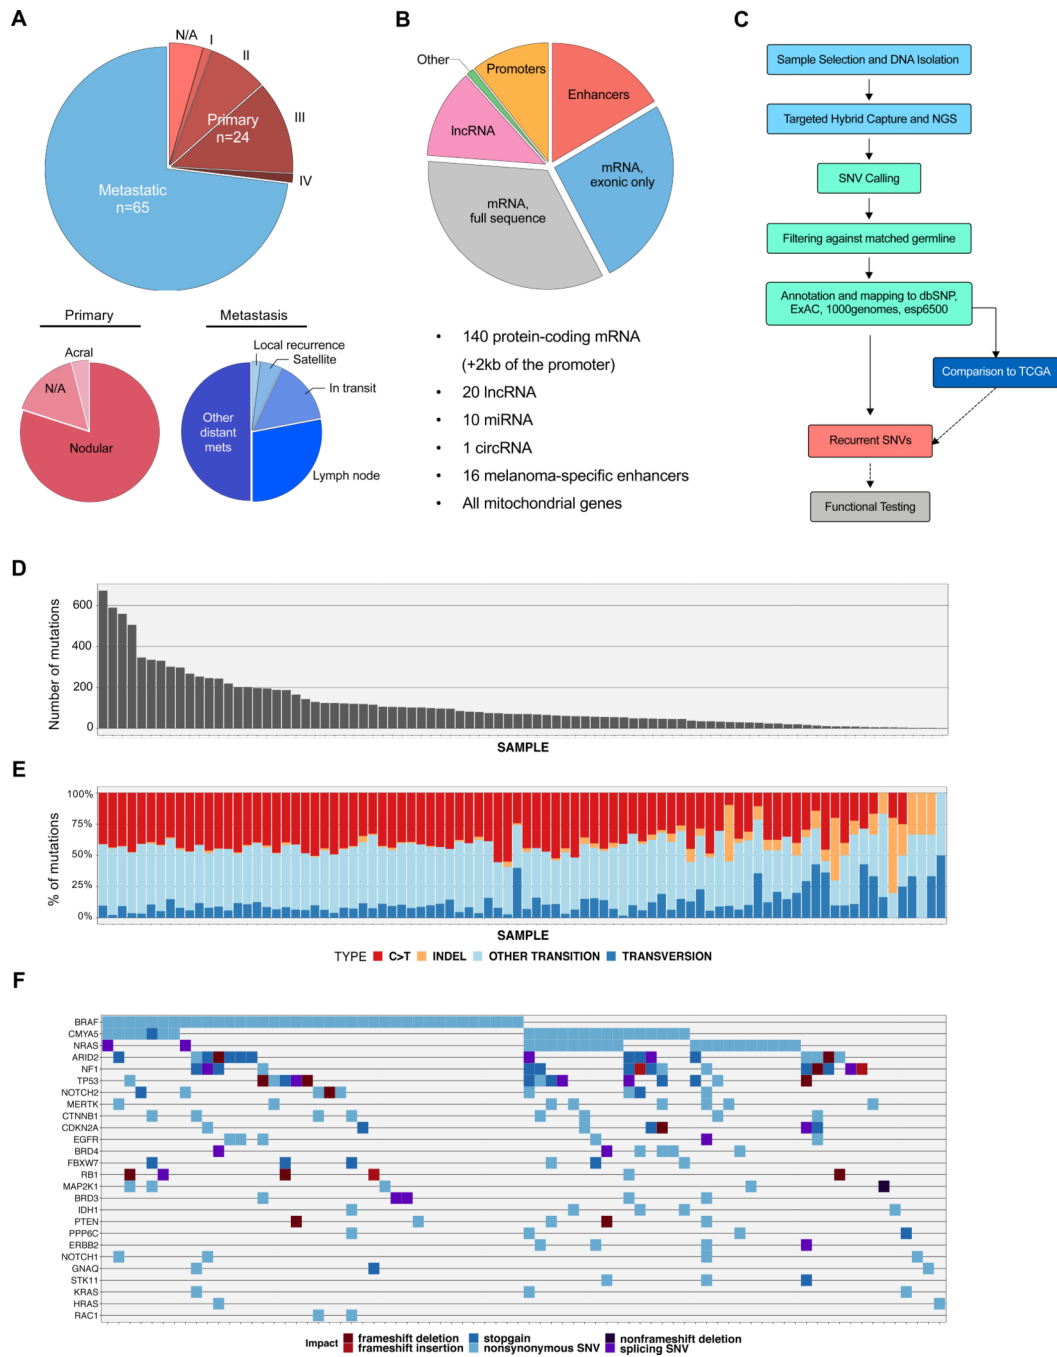 A
N/A
I
II
III
IV
Primary
n=24
Metastatic
n=65
Primary
Acral
N/A
Nodular
Metastasis
Local recurrence
Satellite
In transit
Other
distant
mets
Lymph node
B
Other
Promoters
Enhancers
lncRNA
mRNA,
exonic only
mRNA,
full sequence
• 140 protein-coding mRNA
(+2kb of the promoter)
• 20 lncRNA
• 10 miRNA
• 1 circRNA
• 16 melanoma-specific enhancers
• All mitochondrial genes
C
Sample Selection and DNA Isolation
Targeted Hybrid Capture and NGS
SNV Calling
Filtering against matched germline
Annotation and mapping to dbSNP,
ExAC, 1000genomes, esp6500
Comparison to TCGA
Recurrent SNVs
Functional Testing
D
Number of mutations
600
400
200
0
SAMPLE
E
% of mutations
100%
75%
50%
25%
0%
SAMPLE
TYPE C>T INDEL OTHER TRANSITION TRANSVERSION
F
BRAF
CMYA5
NRAS
ARID2
NF1
TP53
NOTCH2
MERTK
CTNNB1
CDKN2A
EGFR
BRD4
FBXW7
RB1
MAP2K1
BRD3
IDH1
PTEN
PPP6C
ERBB2
NOTCH1
GNAQ
STK11
KRAS
HRAS
RAC1
Impact
frameshift deletion stopgain nonframeshift deletion
frameshift insertion nonsynonymous SNV splicing SNV